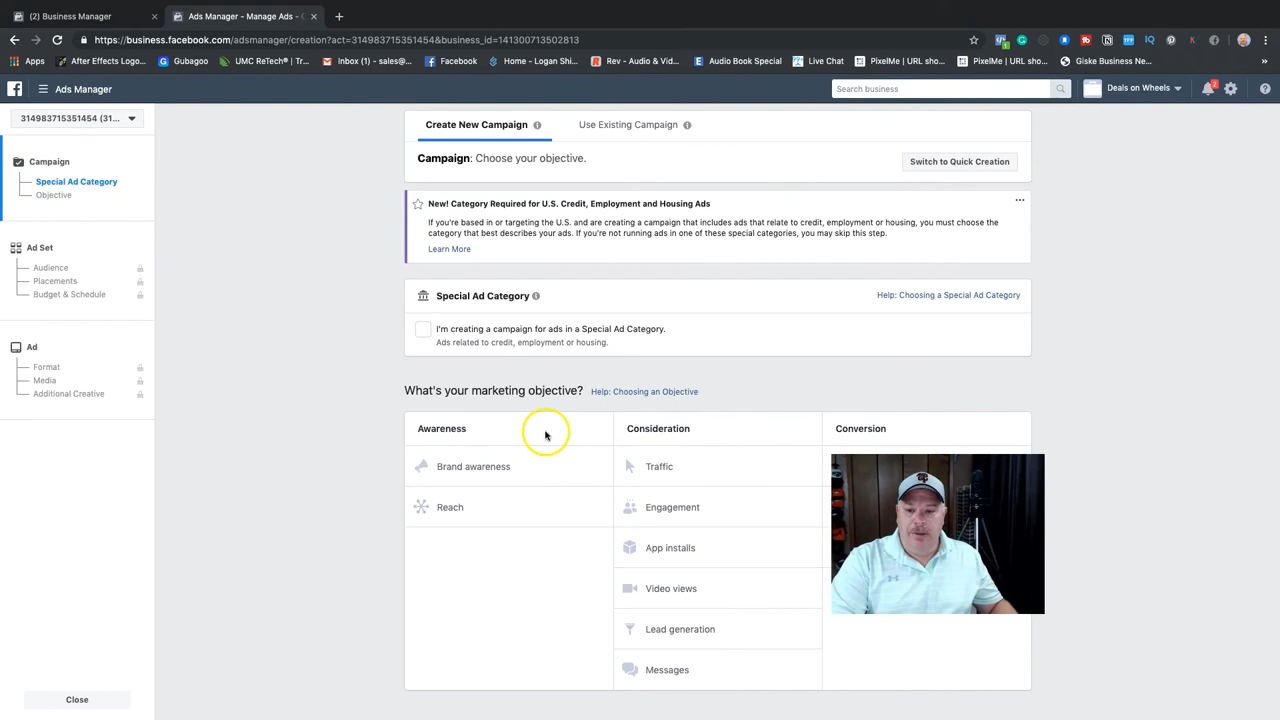 (2) Business Manager
Ads Manager - Manage Ads - C
https://business.facebook.com/adsmanager/creation?act=314983715351454&business_id=141300713502813
Apps
After Effects Logo...
Gubagoo
UMC ReTech® | Tr...
Inbox (1) - sales@...
Facebook
Home - Logan Shi...
Rev - Audio & Vid...
Audio Book Special
Live Chat
PixelMe | URL sho...
PixelMe | URL sho...
Giske Business Ne...
Ads Manager
Search business
Deals on Wheels
2
314983715351454 (31...
Campaign
Special Ad Category
Objective
Ad Set
Audience
Placements
Budget & Schedule
Ad
Format
Media
Additional Creative
Close
Create New Campaign
Use Existing Campaign
Campaign: Choose your objective.
Switch to Quick Creation
New! Category Required for U.S. Credit, Employment and Housing Ads
If you're based in or targeting the U.S. and are creating a campaign that includes ads that relate to credit, employment or housing, you must choose the
category that best describes your ads. If you're not running ads in one of these special categories, you may skip this step.
Learn More
Special Ad Category
Help: Choosing a Special Ad Category
I'm creating a campaign for ads in a Special Ad Category.
Ads related to credit, employment or housing.
What's your marketing objective?
Help: Choosing an Objective
Awareness
Consideration
Conversion
Brand awareness
Traffic
Reach
Engagement
App installs
Video views
Lead generation
Messages